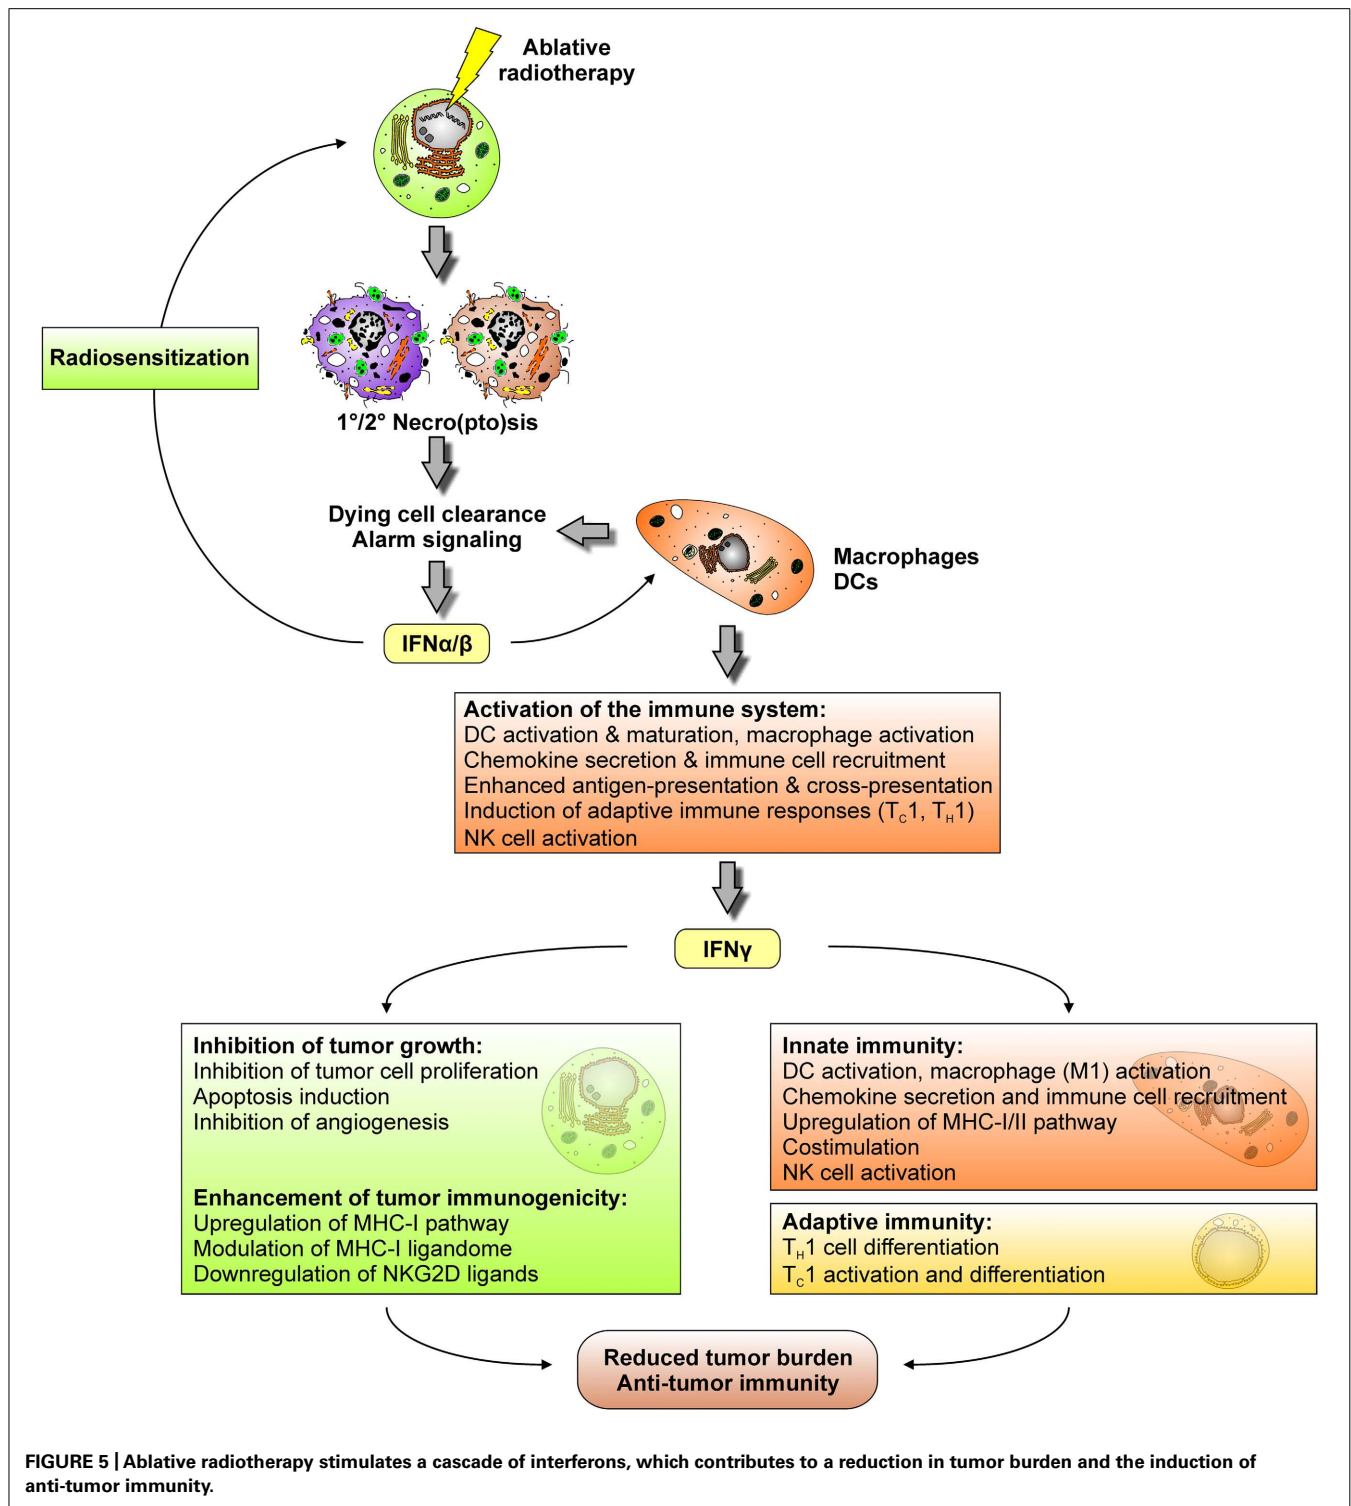 Ablative
radiotherapy
Radiosensitization
1°/2° Necro(pto)sis
Dying cell clearance
Alarm signaling
Macrophages
DCs
IFNα/β
Activation of the immune system:
DC activation & maturation, macrophage activation
Chemokine secretion & immune cell recruitment
Enhanced antigen-presentation & cross-presentation
Induction of adaptive immune responses (TC1, TH1)
NK cell activation
IFNγ
Inhibition of tumor growth:
Inhibition of tumor cell proliferation
Apoptosis induction
Inhibition of angiogenesis
Enhancement of tumor immunogenicity:
Upregulation of MHC-I pathway
Modulation of MHC-I ligandome
Downregulation of NKG2D ligands
Innate immunity:
DC activation, macrophage (M1) activation
Chemokine secretion and immune cell recruitment
Upregulation of MHC-I/II pathway
Costimulation
NK cell activation
Adaptive immunity:
TH1 cell differentiation
TC1 activation and differentiation
Reduced tumor burden
Anti-tumor immunity
FIGURE 5 | Ablative radiotherapy stimulates a cascade of interferons, which contributes to a reduction in tumor burden and the induction of
anti-tumor immunity.